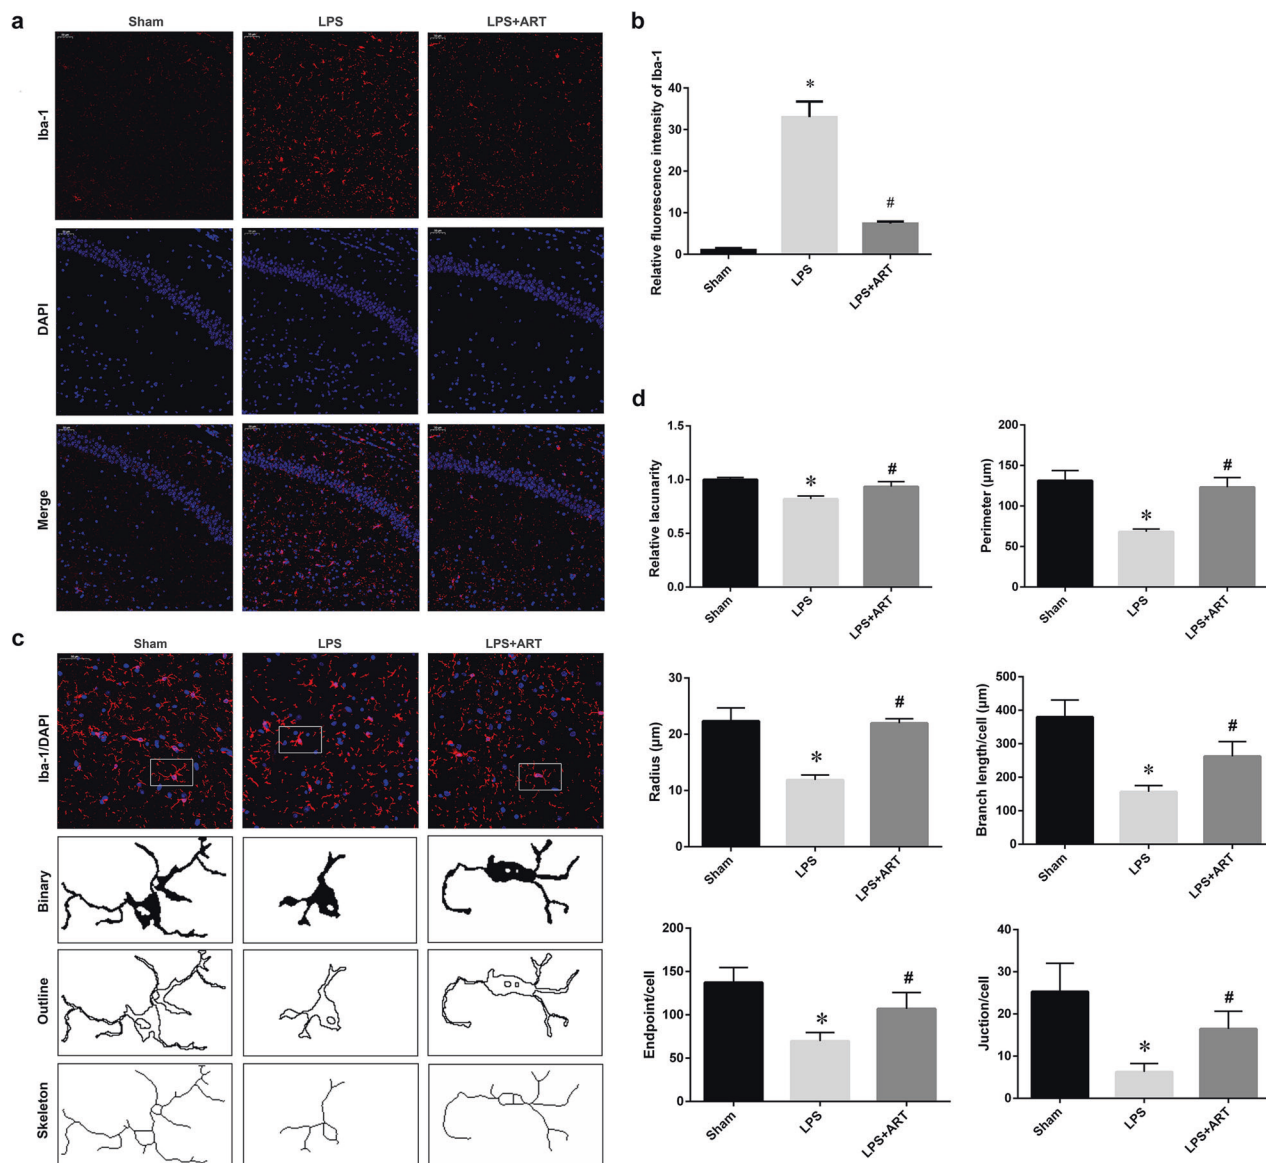 a
Sham
LPS
LPS+ART
Iba-1
DAPI
Merge
b
Relative fluorescence intensity of Iba-1
40
30
20
10
0
*
#
Sham
LPS
LPS+ART
c
Sham
LPS
LPS+ART
Iba-1/DAPI
Binary
Outline
Skeleton
d
Relative lacunarity
1.5
1.0
0.5
0.0
*
#
Sham
LPS
LPS+ART
Perimeter (μm)
200
150
100
50
0
*
#
Sham
LPS
LPS+ART
Radius (μm)
30
20
10
0
*
#
Sham
LPS
LPS+ART
Branch length/cell (μm)
500
400
300
200
100
0
*
#
Sham
LPS
LPS+ART
Endpoint/cell
200
150
100
50
0
*
#
Sham
LPS
LPS+ART
Juction/cell
40
30
20
10
0
*
#
Sham
LPS
LPS+ART